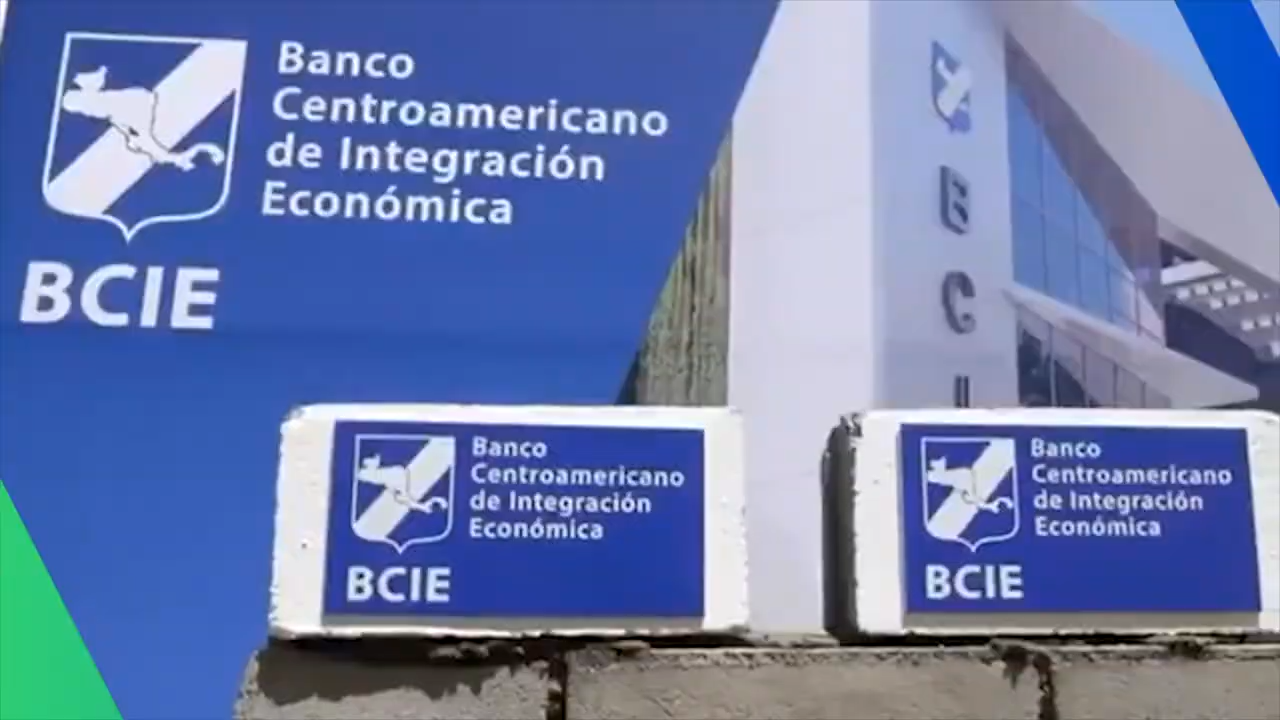 Banco
Centroamericano
de Integración
Económica
BCIE
B
C
I
Banco
Centroamericano
de Integración
Económica
BCIE
Banco
Centroamericano
de Integración
Económica
BCIE